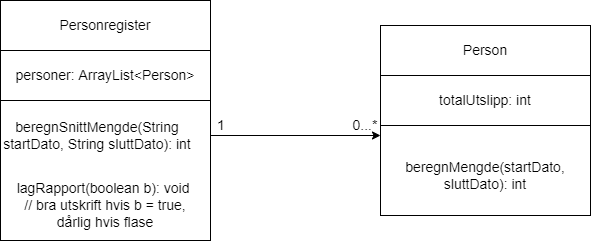 Personregister
personer: ArrayList<Person>
beregnSnittMengde(String
startDato, String sluttDato): int
lagRapport(boolean b): void
// bra utskrift hvis b = true,
dårlig hvis flase
1
0...*
Person
totalUtslipp: int
beregnMengde(startDato,
sluttDato): int